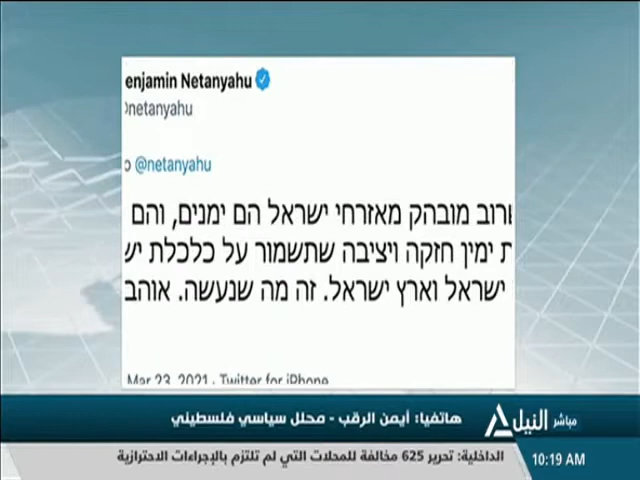 enjamin Netanyahu
netanyahu
@netanyahu
רוב מובהק מאזרחי ישראל הם ימנים, והם
ת ימין חזקה ויציבה שתשמור על כלכלת יש
ישראל וארץ ישראל. זה מה שנעשה. אוהב
Mar 23, 2021 · Twitter for iPhone
هاتفيا: أيمن الرقب - محلل سياسي فلسطيني
النيل مباشر
الداخلية: تحرير 625 مخالفة للمحلات التي لم تلتزم بالإجراءات الاحترازية
10:19 AM